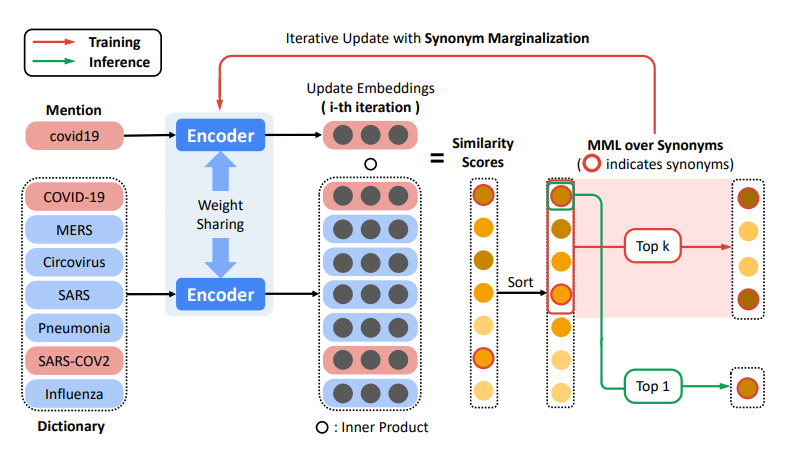 Training
Inference
Iterative Update with Synonym Marginalization
Mention
covid19
Encoder
Update Embeddings
( i-th iteration )
=
Similarity
Scores
MML over Synonyms
( indicates synonyms)
COVID-19
MERS
Circovirus
SARS
Pneumonia
SARS-COV2
Influenza
Dictionary
Weight
Sharing
Encoder
Sort
Top k
Top 1
: Inner Product